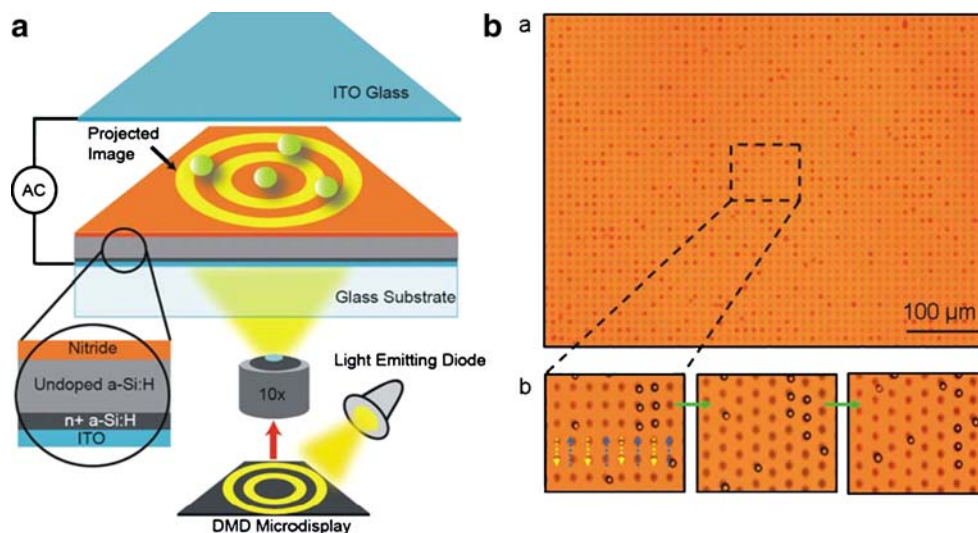 a
ITO Glass
Projected
Image
AC
Glass Substrate
Nitride
Undoped a-Si:H
n+ a-Si:H
ITO
10x
Light Emitting Diode
DMD Microdisplay
b
a
100 µm
b